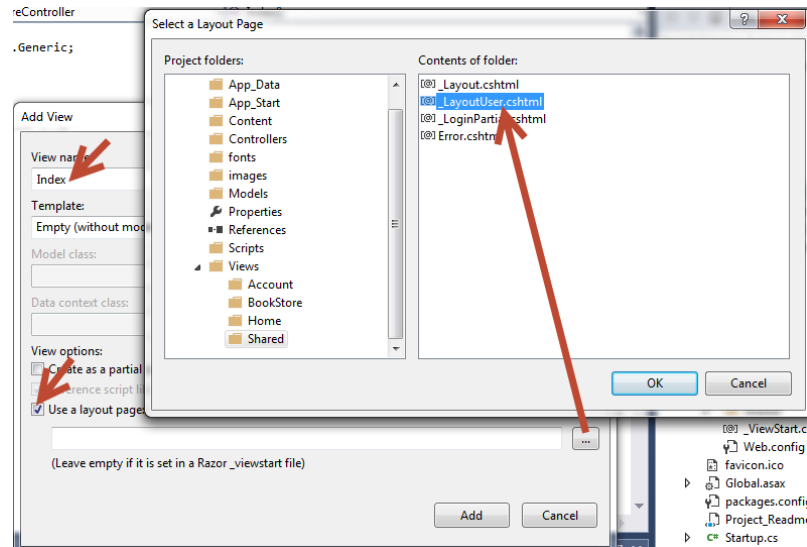 reController
.Generic;
Select a Layout Page
?
X
Project folders:
App_Data
App_Start
Content
Controllers
fonts
images
Models
Properties
References
Scripts
Views
Account
BookStore
Home
Shared
Contents of folder:
[@] _Layout.cshtml
[@] _LayoutUser.cshtml
[@] _LoginPartial.cshtml
[@] Error.cshtml
OK
Cancel
Add View
View name
Index
Template:
Empty (without mod
Model class:
Data context class:
View options:
Create as a partial
Reference script li
Use a layout page:
...
(Leave empty if it is set in a Razor _viewstart file)
Add
Cancel
[@] _ViewStart.c
Web.config
favicon.ico
Global.asax
packages.config
Project_Readme
C# Startup.cs